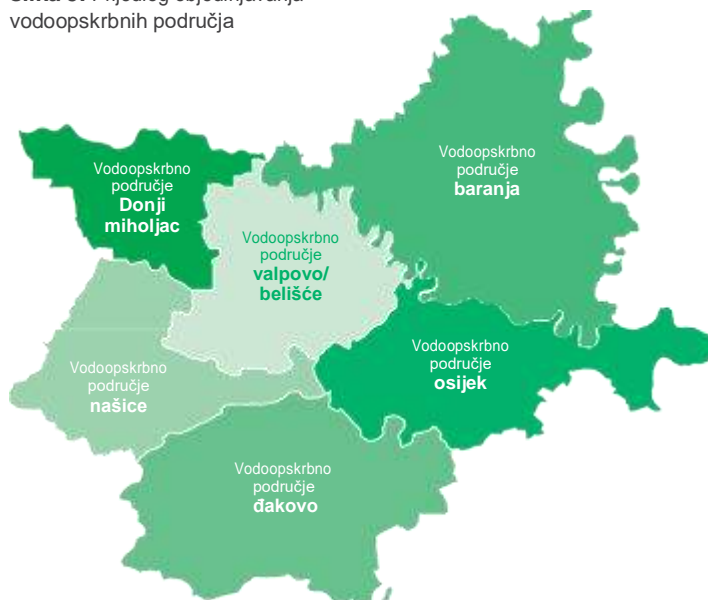 vodoopskrbnih područja
Vodoopskrbno
područje
Donji
miholjac
Vodoopskrbno
područje
baranja
Vodoopskrbno
područje
valpovo/
belišće
Vodoopskrbno
područje
osijek
Vodoopskrbno
područje
našice
Vodoopskrbno
područje
đakovo